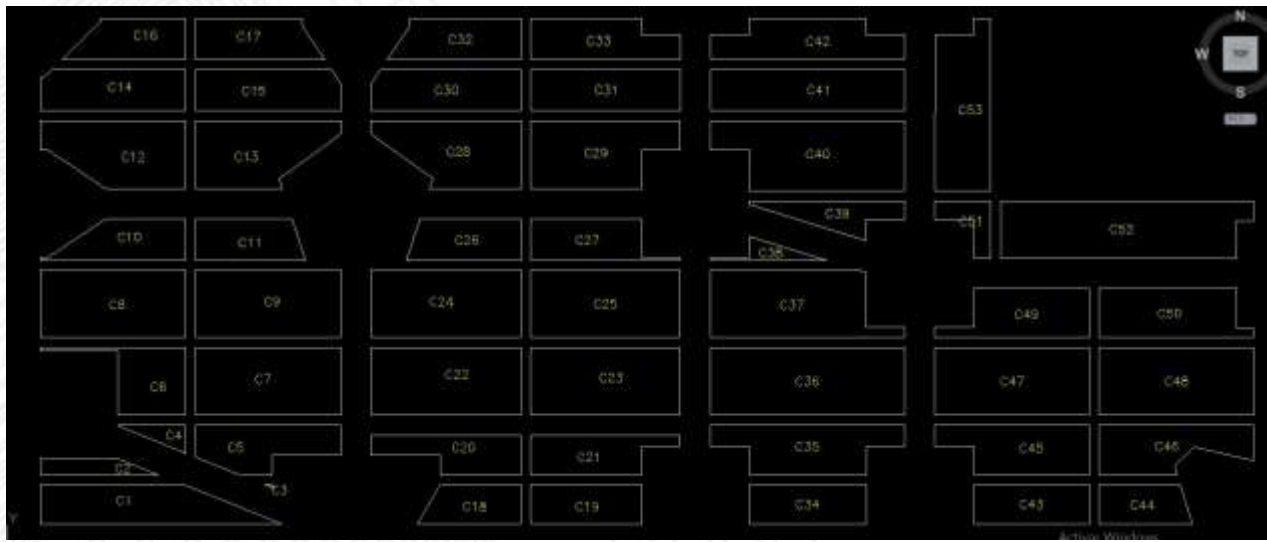 C16 C17 C32 C33 C42
N
W
S
C14 C15 C30 C31 C41 C53
C12 C13 C28 C29 C40
C10 C11 C26 C27 C39 C51 C52
C38
C8 C9 C24 C25 C37 C49 C50
C6 C7 C22 C23 C36 C47 C48
C4 C5 C20 C21 C35 C45 C46
C2
C1 C3 C18 C19 C34 C43 C44
Y
Activer Windows